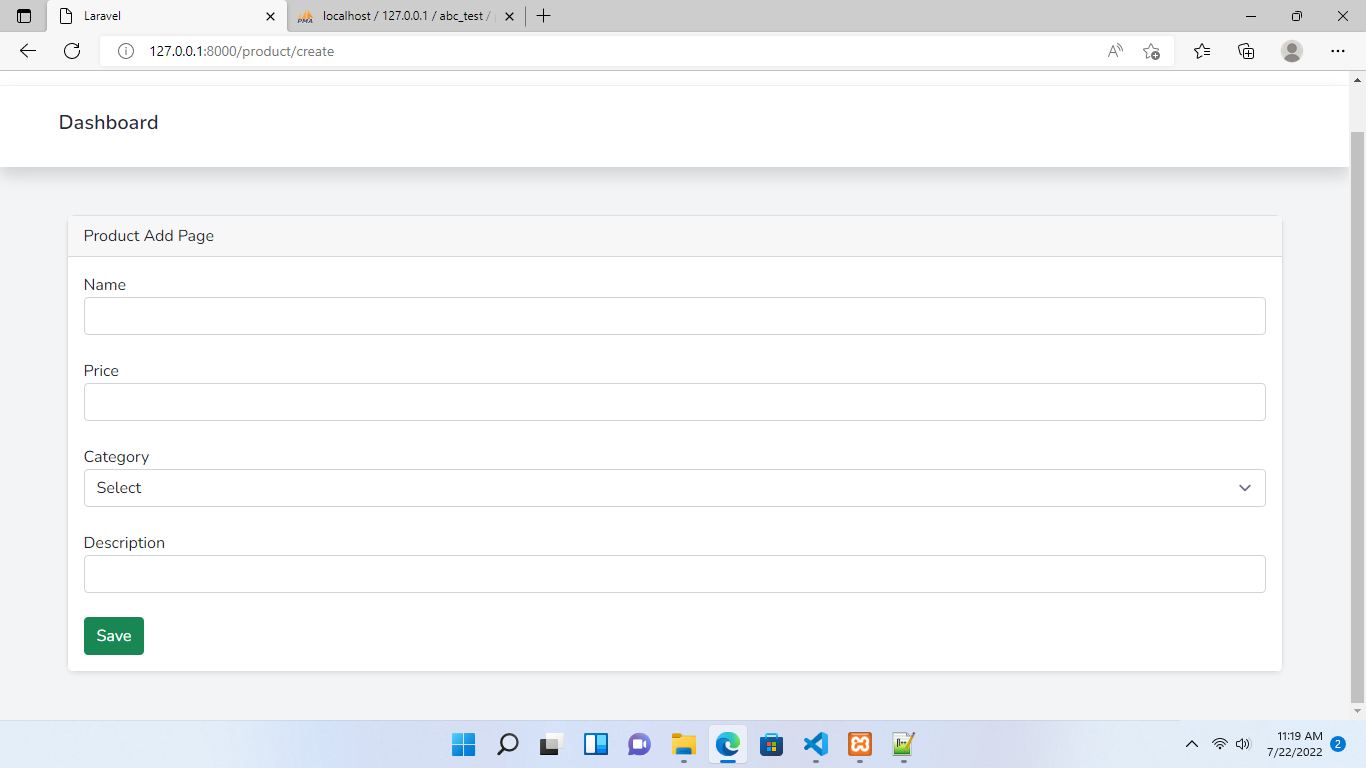 Laravel
localhost / 127.0.0.1 / abc_test /
127.0.0.1:8000/product/create
Dashboard
Product Add Page
Name
Price
Category
Select
Description
Save
11:19 AM
7/22/2022
2